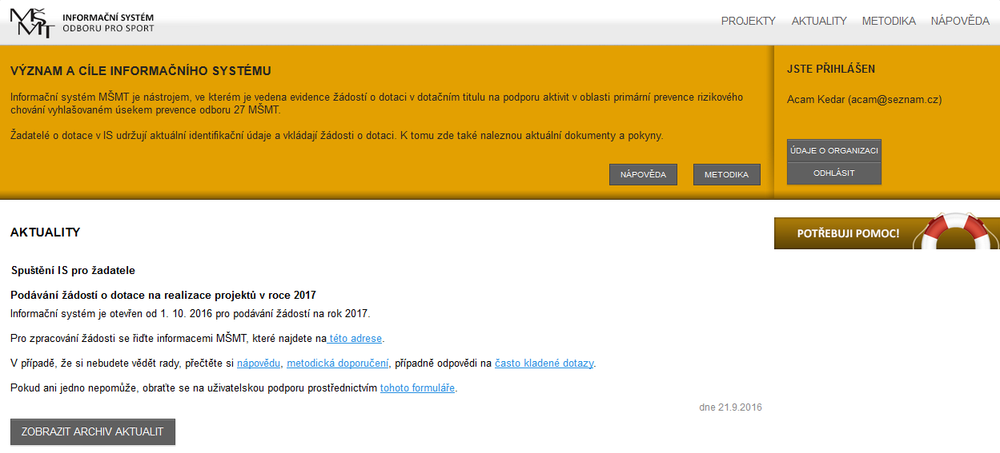 MŠMT INFORMAČNÍ SYSTÉM
ODBORU PRO SPORT
PROJEKTY AKTUALITY METODIKA NÁPOVĚDA
VÝZNAM A CÍLE INFORMAČNÍHO SYSTÉMU
Informační systém MŠMT je nástrojem, ve kterém je vedena evidence žádostí o dotaci v dotačním titulu na podporu aktivit v oblasti primární prevence rizikového
chování vyhlašovaném úsekem prevence odboru 27 MŠMT.
Žadatelé o dotace v IS udržují aktuální identifikační údaje a vkládají žádosti o dotaci. K tomu zde také naleznou aktuální dokumenty a pokyny.
NÁPOVĚDA METODIKA
JSTE PŘIHLÁŠEN
Acam Kedar (acam@seznam.cz)
ÚDAJE O ORGANIZACI
ODHLÁSIT
AKTUALITY
POTŘEBUJI POMOC!
Spuštění IS pro žadatele
Podávání žádostí o dotace na realizace projektů v roce 2017
Informační systém je otevřen od 1. 10. 2016 pro podávání žádostí na rok 2017.
Pro zpracování žádosti se řiďte informacemi MŠMT, které najdete na této adrese.
V případě, že si nebudete vědět rady, přečtěte si nápovědu, metodická doporučení, případně odpovědi na často kladené dotazy.
Pokud ani jedno nepomůže, obraťte se na uživatelskou podporu prostřednictvím tohoto formuláře.
dne 21.9.2016
ZOBRAZIT ARCHIV AKTUALIT